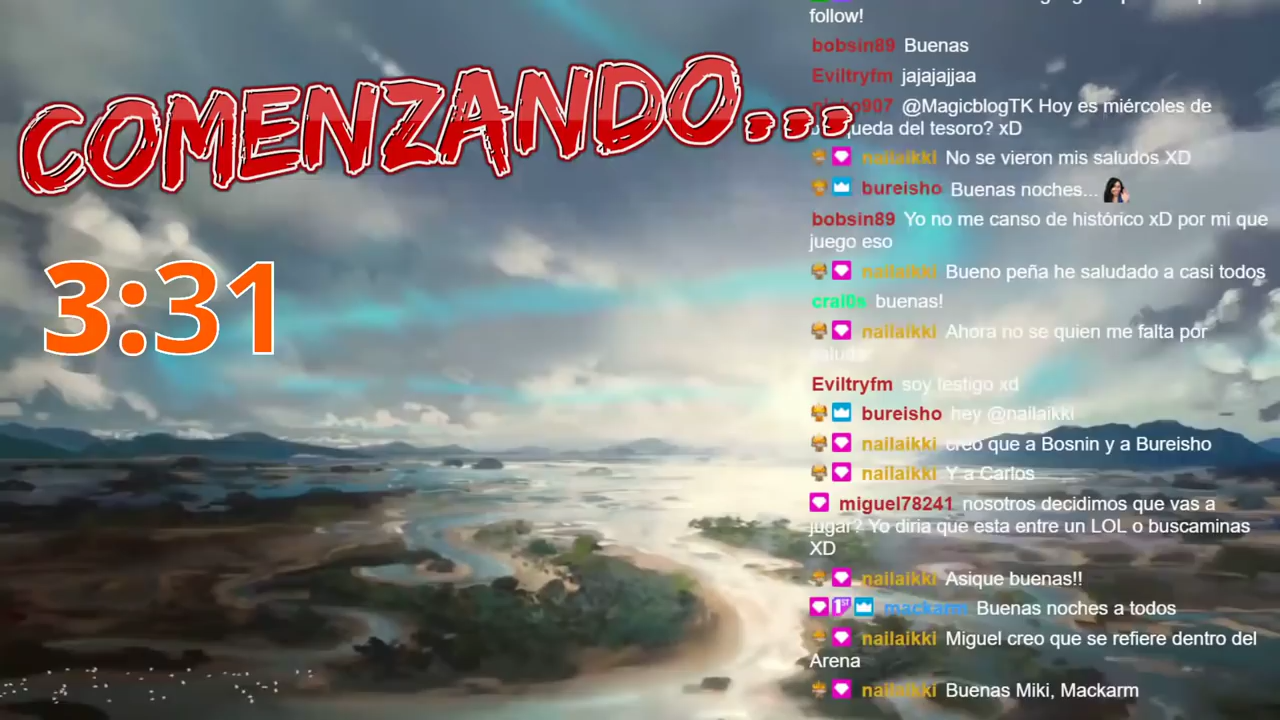 follow!
COMENZANDO...
bobsin89 Buenas
Eviltryfm jajajajjaa
@MagicblogTK Hoy es miércoles de
búsqueda del tesoro? xD
nailaikki No se vieron mis saludos XD
bureisho Buenas noches...
bobsin89 Yo no me canso de histórico xD por mi que
juego eso
3:31
nailaikki Bueno peña he saludado a casi todos
cral0s buenas!
nailaikki Ahora no se quien me falta por
saludar
Eviltryfm soy testigo xd
bureisho hey @nailaikki
nailaikki creo que a Bosnin y a Bureisho
nailaikki Y a Carlos
miguel78241 nosotros decidimos que vas a
jugar? Yo diria que esta entre un LOL o buscaminas
XD
nailaikki Asique buenas!!
mackarm Buenas noches a todos
nailaikki Miguel creo que se refiere dentro del
Arena
nailaikki Buenas Miki, Mackarm